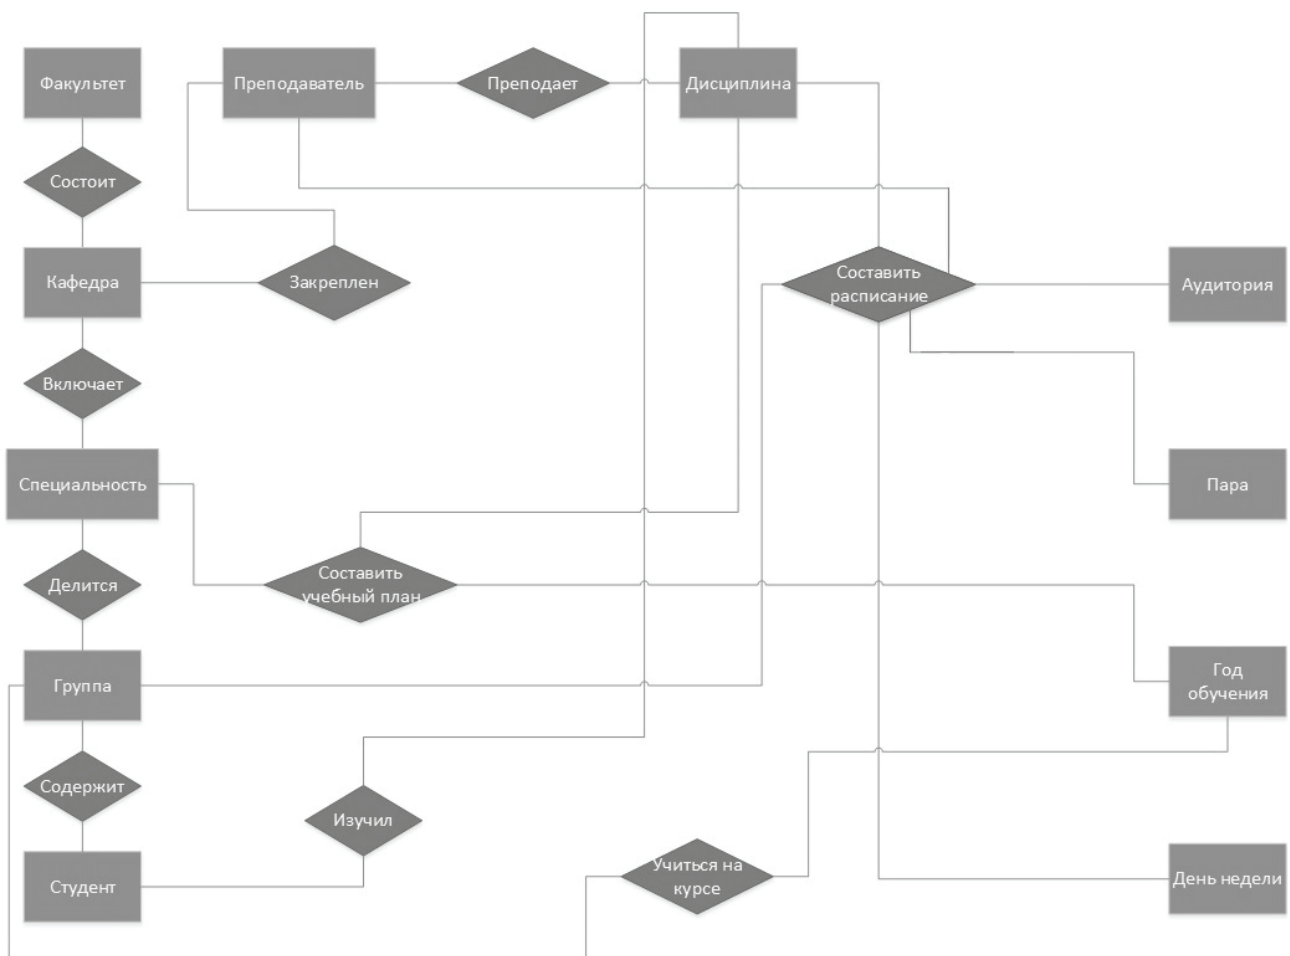 Факультет
Преподаватель
Преподает
Дисциплина
Состоит
Кафедра
Закреплен
Составить
расписание
Аудитория
Включает
Специальность
Пара
Делится
Составить
учебный план
Группа
Год
обучения
Содержит
Изучил
Студент
Учиться на
курсе
День недели